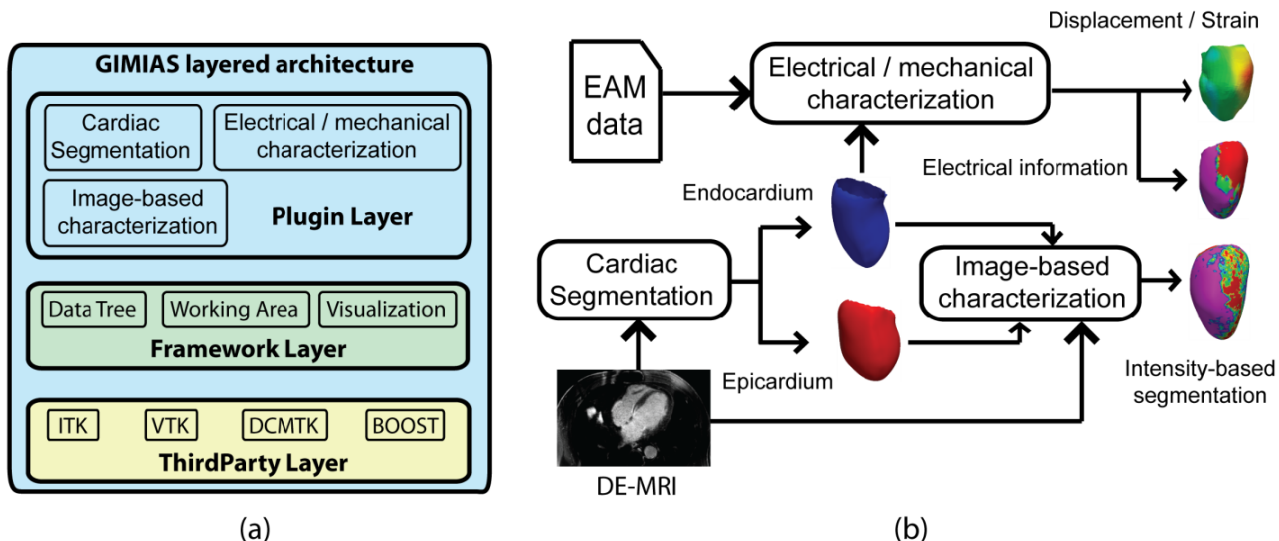 GIMIAS layered architecture
Cardiac
Segmentation
Electrical / mechanical
characterization
Image-based
characterization
Plugin Layer
Data Tree
Working Area
Visualization
Framework Layer
ITK
VTK
DCMTK
BOOST
ThirdParty Layer
(a)
EAM
data
Electrical / mechanical
characterization
Displacement / Strain
Electrical information
Endocardium
Cardiac
Segmentation
Image-based
characterization
Epicardium
Intensity-based
segmentation
DE-MRI
(b)